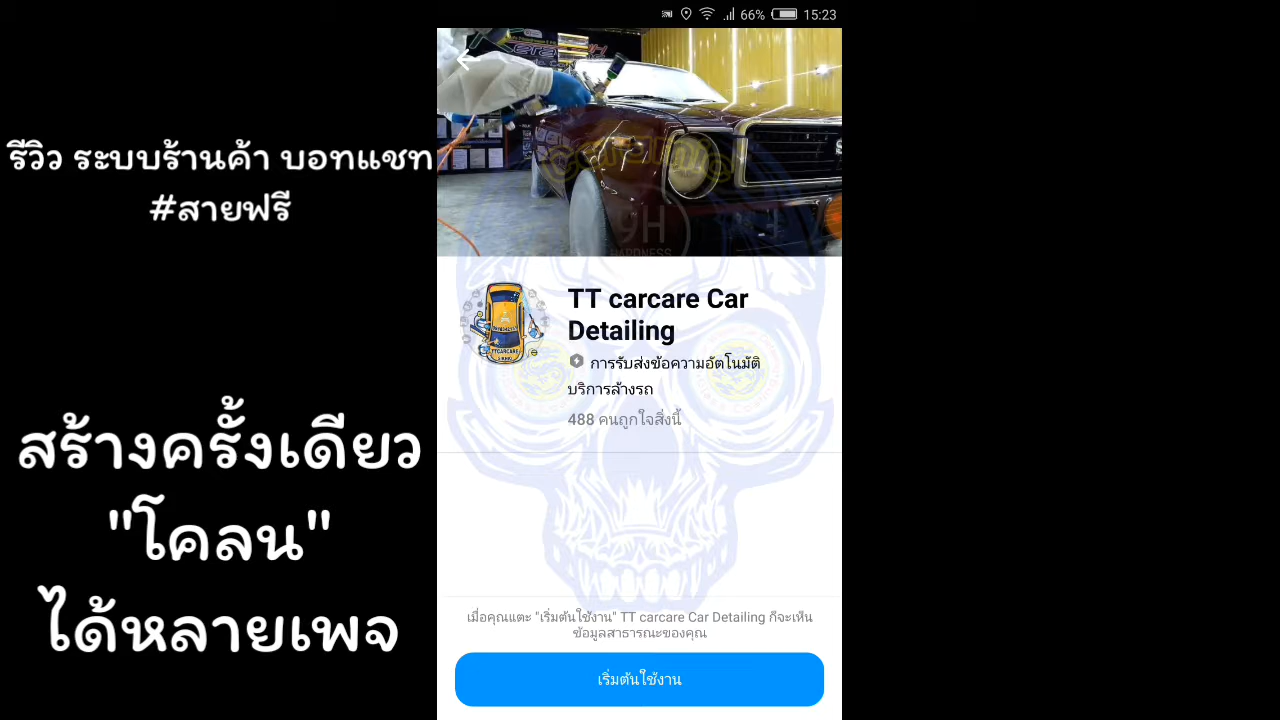 รีวิว ระบบร้านค้า บอทแชท
#สายฟรี
สร้างครั้งเดียว
"โคลน"
ได้หลายเพจ
66% 15:23
9H
HARDNESS
TT carcare Car
Detailing
การรับส่งข้อความอัตโนมัติ
บริการล้างรถ
488 คนถูกใจสิ่งนี้
เมื่อคุณแตะ "เริ่มต้นใช้งาน" TT carcare Car Detailing ก็จะเห็น
ข้อมูลสาธารณะของคุณ
เริ่มต้นใช้งาน